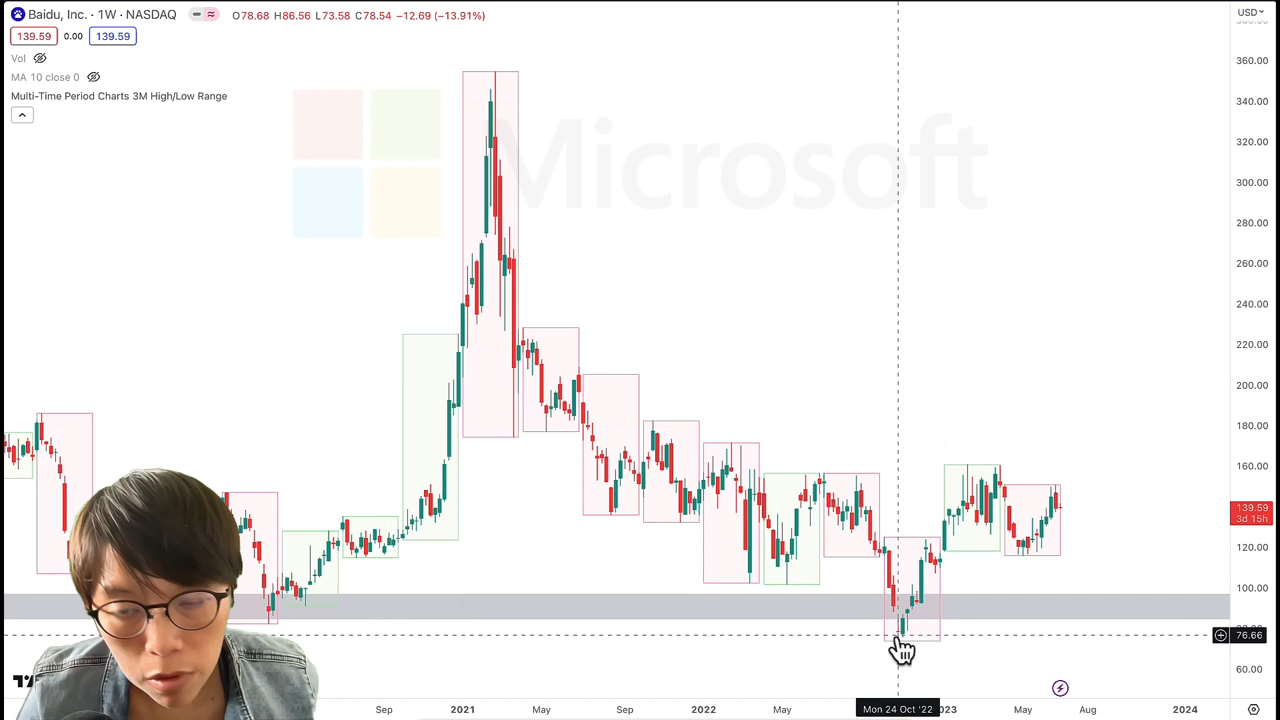 Baidu, Inc. · 1W · NASDAQ O78.68 H86.56 L73.58 C78.54 −12.69 (−13.91%)
139.59 0.00 139.59
Vol
MA 10 close 0
Multi-Time Period Charts 3M High/Low Range
Microsoft
USD
360.00
340.00
320.00
300.00
280.00
260.00
240.00
220.00
200.00
180.00
160.00
139.59
3d 15h
120.00
100.00
76.66
60.00
Sep 2021 May Sep 2022 May Mon 24 Oct '22 2023 May Aug 2024